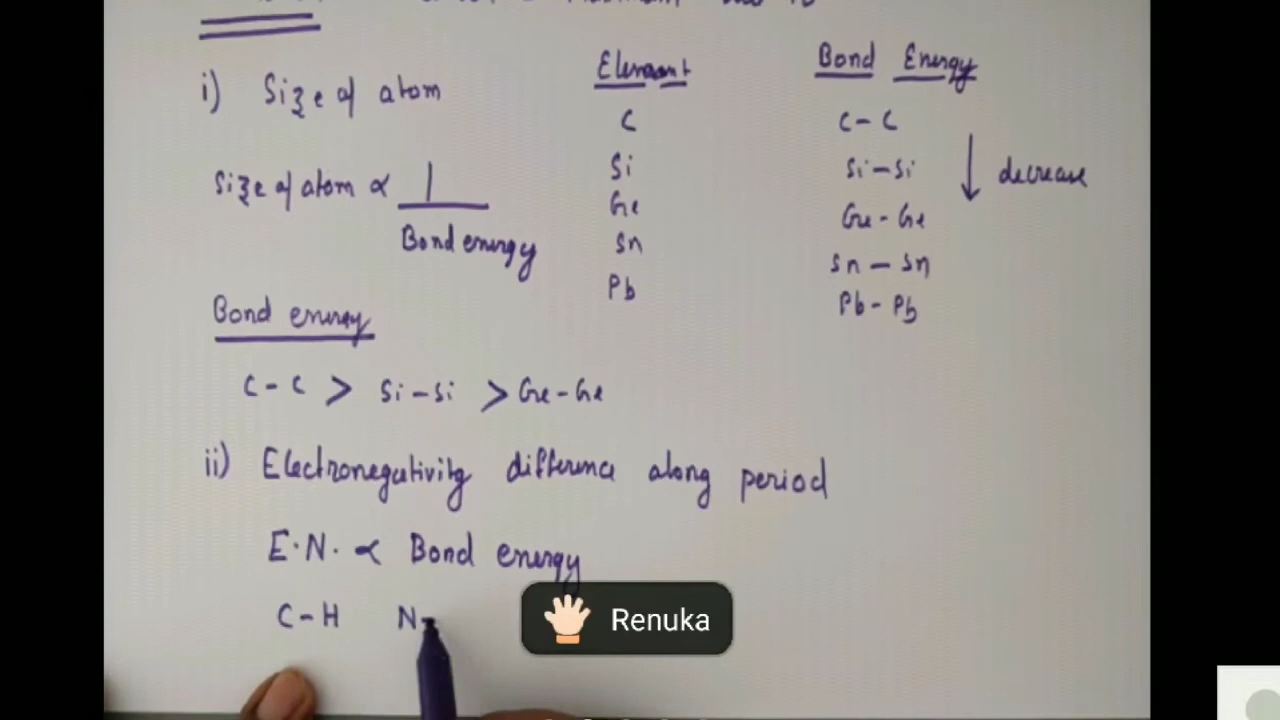 i) Size of atom
Element
Bond Energy
C
C - C
Si
Si - Si
decrease
Size of atom ∝ 1
Bond energy
Ge
Ge - Ge
Sn
Sn - Sn
Pb
Pb - Pb
Bond energy
C - C > Si - Si > Ge - Ge
ii) Electronegativity difference along period
E.N. ∝ Bond energy
C - H N-
Renuka